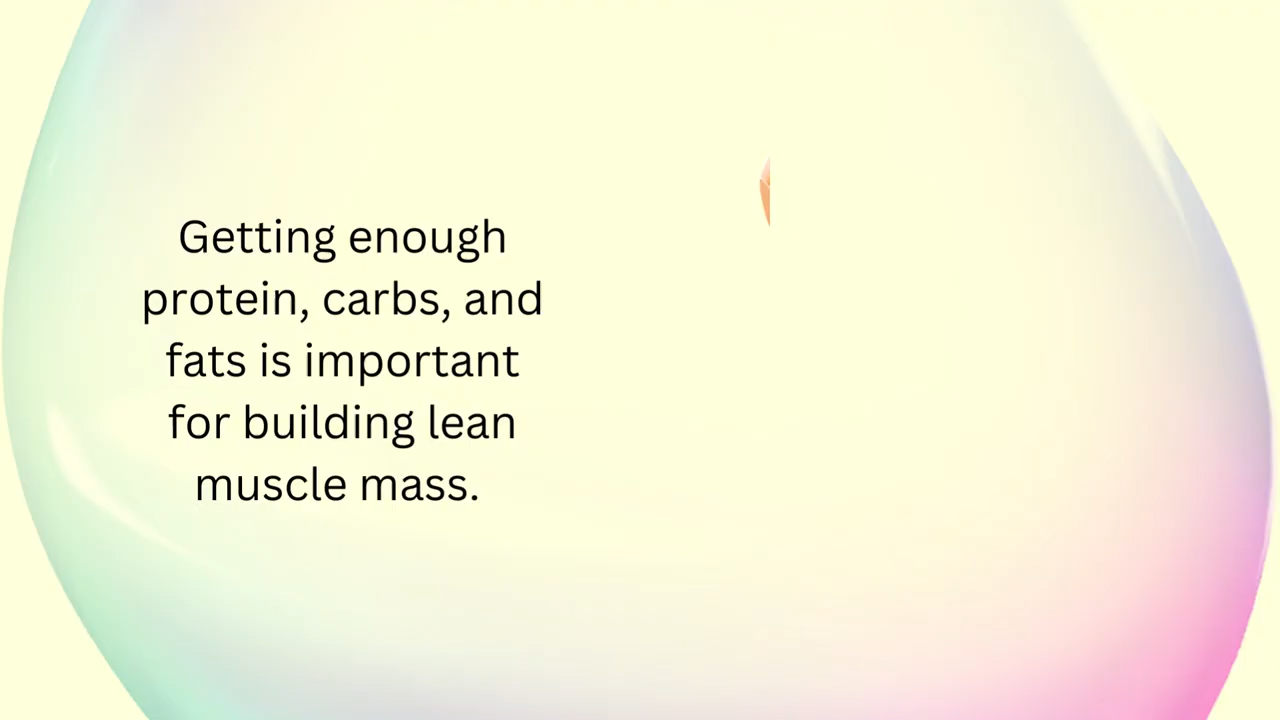 Getting enough
protein, carbs, and
fats is important
for building lean
muscle mass.